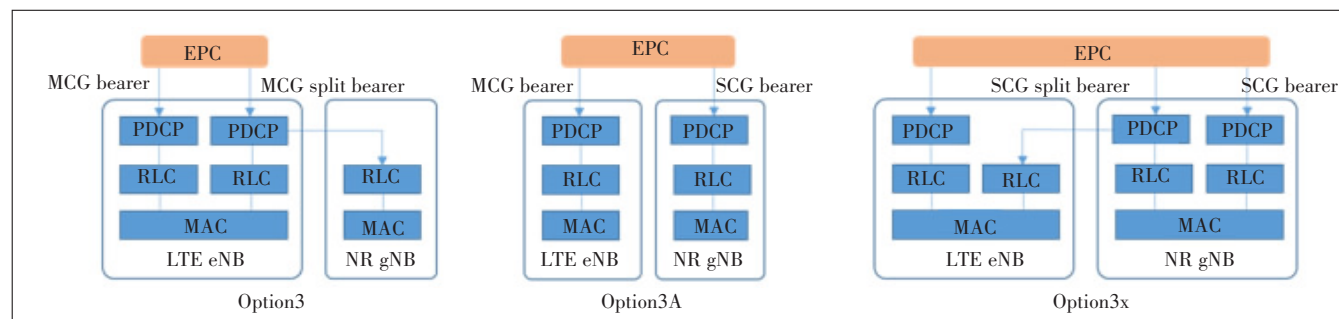 EPC
MCG bearer
MCG split bearer
PDCP
PDCP
RLC
RLC
RLC
MAC
MAC
LTE eNB
NR gNB
Option3
EPC
MCG bearer
SCG bearer
PDCP
PDCP
RLC
RLC
MAC
MAC
LTE eNB
NR gNB
Option3A
EPC
SCG split bearer
SCG bearer
PDCP
PDCP
PDCP
RLC
RLC
RLC
RLC
MAC
MAC
LTE eNB
NR gNB
Option3x